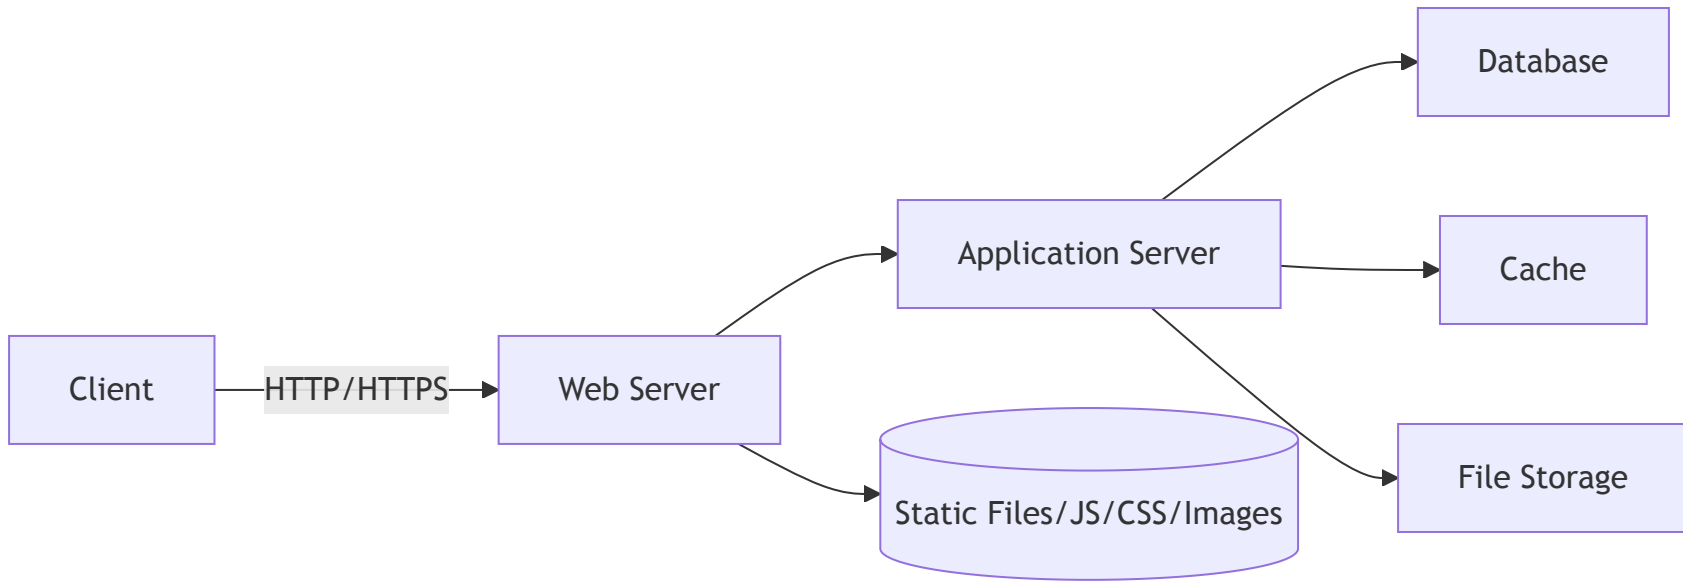 Database
Application Server
Cache
Client
HTTP/HTTPS
Web Server
Static Files/JS/CSS/Images
File Storage